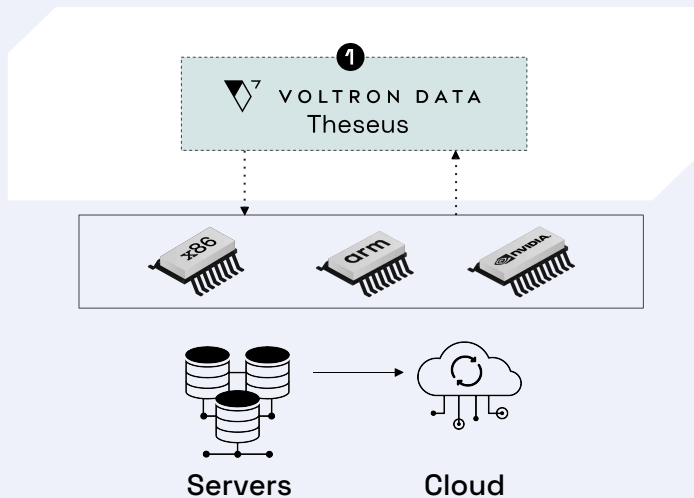 1
VOLTRON DATA
Theseus
x86
arm
NVIDIA
Servers
Cloud